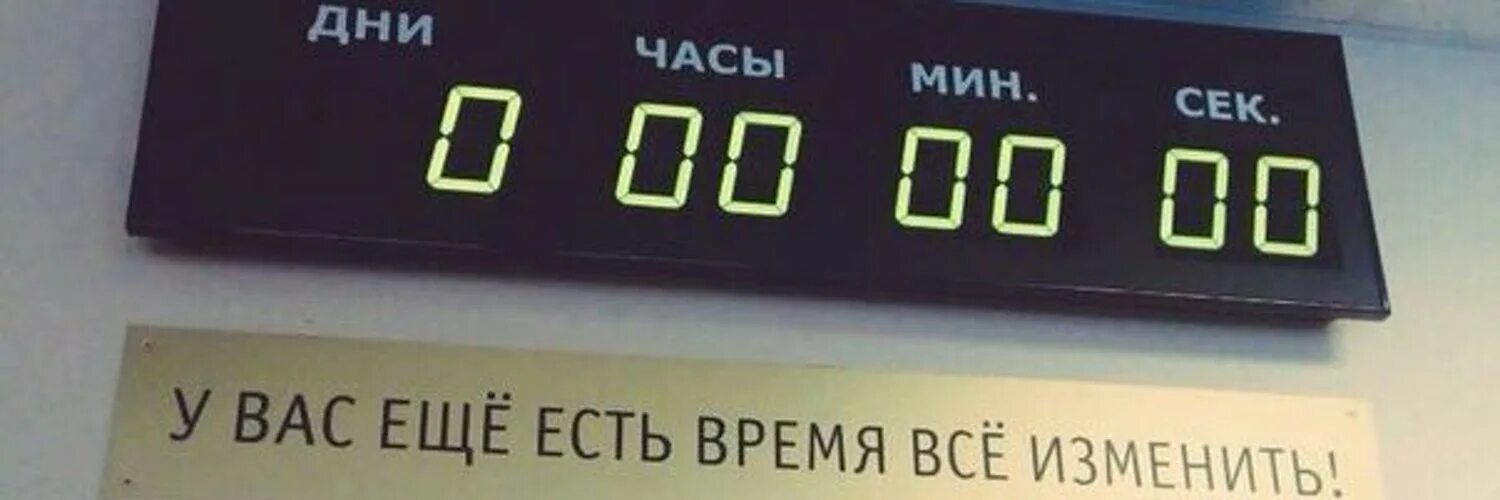 ДНИ ЧАСЫ МИН. СЕК.
0 00 00 00
У ВАС ЕЩЁ ЕСТЬ ВРЕМЯ ВСЁ ИЗМЕНИТЬ!